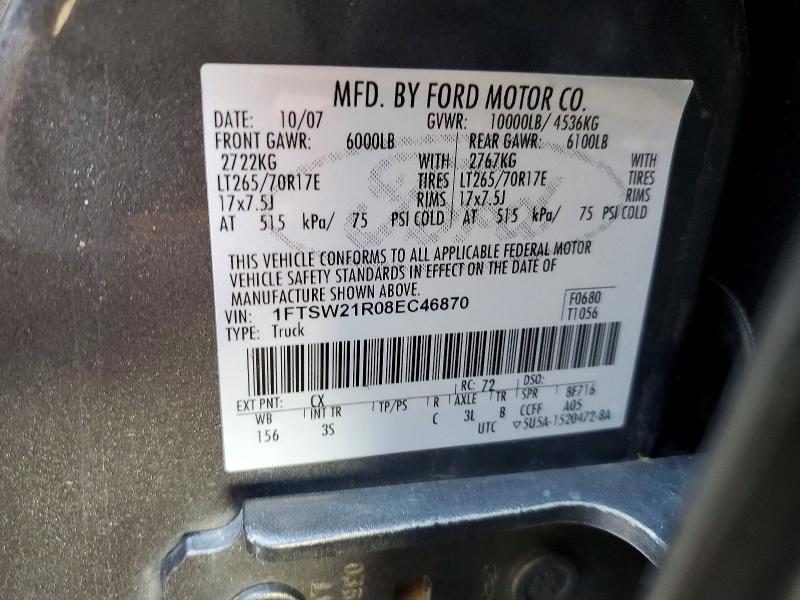 MFD. BY FORD MOTOR CO.
DATE: 10/07 GVWR: 10000LB/ 4536KG
FRONT GAWR: 6000LB REAR GAWR: 6100LB
2722KG WITH 2767KG WITH
LT265/70R17E TIRES LT265/70R17E TIRES
17x7.5J RIMS 17x7.5J RIMS
AT 515 kPa/ 75 PSI COLD AT 515 kPa/ 75 PSI COLD
THIS VEHICLE CONFORMS TO ALL APPLICABLE FEDERAL MOTOR
VEHICLE SAFETY STANDARDS IN EFFECT ON THE DATE OF
MANUFACTURE SHOWN ABOVE.
VIN: 1FTSW21R08EC46870 F0680
TYPE: Truck T1056
EXT PNT: CX RC: 72 DSO:
WB INT TR TP/PS R AXLE TR SPR 8F716
156 3S C 3L B CCFF A05
UTC ▽5U5A-1520472-BA